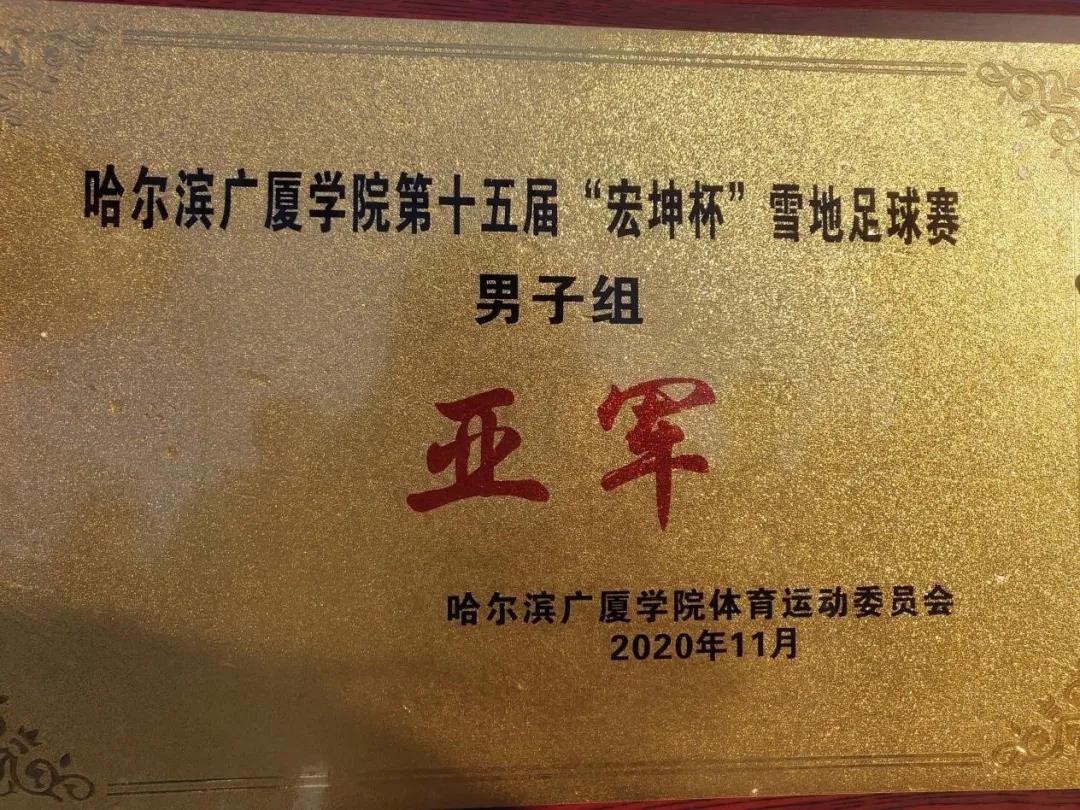 哈尔滨广厦学院第十五届“宏坤杯”雪地足球赛
男子组
亚军
哈尔滨广厦学院体育运动委员会
2020年11月